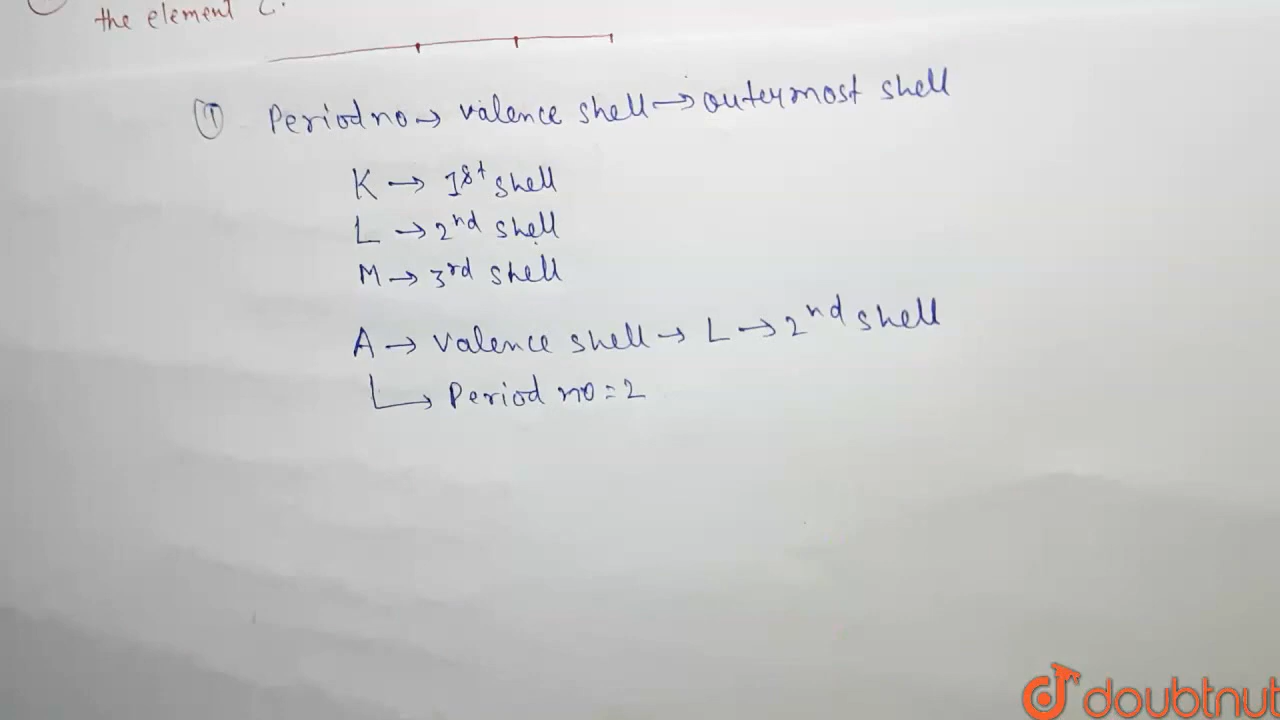 the element C.
① Period no → valence shell → outermost shell
K → 1st shell
L → 2nd shell
M → 3rd shell
A → valence shell → L → 2nd shell
↳ Period no = 2
doubtnut